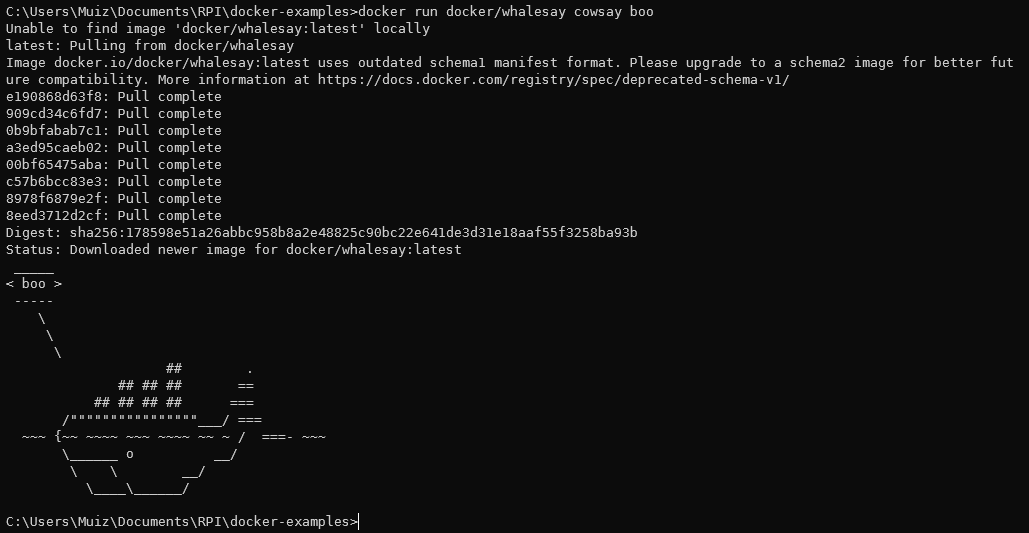 C:\Users\Muiz\Documents\RPI\docker-examples>docker run docker/whalesay cowsay boo
Unable to find image 'docker/whalesay:latest' locally
latest: Pulling from docker/whalesay
Image docker.io/docker/whalesay:latest uses outdated schema1 manifest format. Please upgrade to a schema2 image for better fut
ure compatibility. More information at https://docs.docker.com/registry/spec/deprecated-schema-v1/
e190868d63f8: Pull complete
909cd34c6fd7: Pull complete
0b9bfabab7c1: Pull complete
a3ed95caeb02: Pull complete
00bf65475aba: Pull complete
c57b6bcc83e3: Pull complete
8978f6879e2f: Pull complete
8eed3712d2cf: Pull complete
Digest: sha256:178598e51a26abbc958b8a2e48825c90bc22e641de3d31e18aaf55f3258ba93b
Status: Downloaded newer image for docker/whalesay:latest
 _____
< boo >
 -----
    \
     \
      \
                    ##        .
              ## ## ##       ==
           ## ## ## ##      ===
       /""""""""""""""""___/ ===
  ~~~ {~~ ~~~~ ~~~ ~~~~ ~~ ~ /  ===- ~~~
       \______ o          __/
        \    \        __/
          \____\______/
C:\Users\Muiz\Documents\RPI\docker-examples>